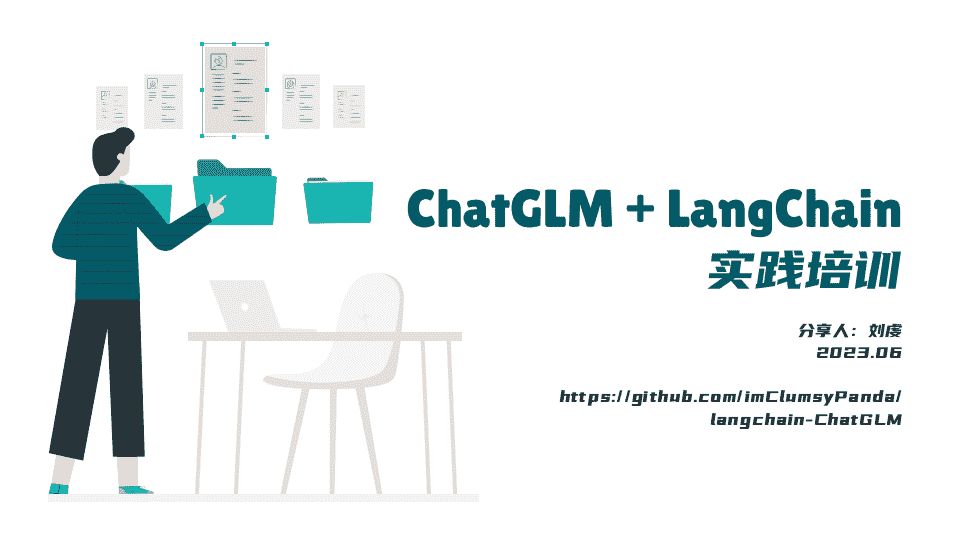 ChatGLM + LangChain
实践培训
分享人：刘虔
2023.06
https://github.com/imClumsyPanda/
langchain-ChatGLM